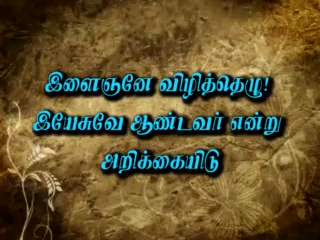 இளைஞனே விழித்தெழு!
இயேசுவே ஆண்டவர் என்று
அறிக்கையிடு